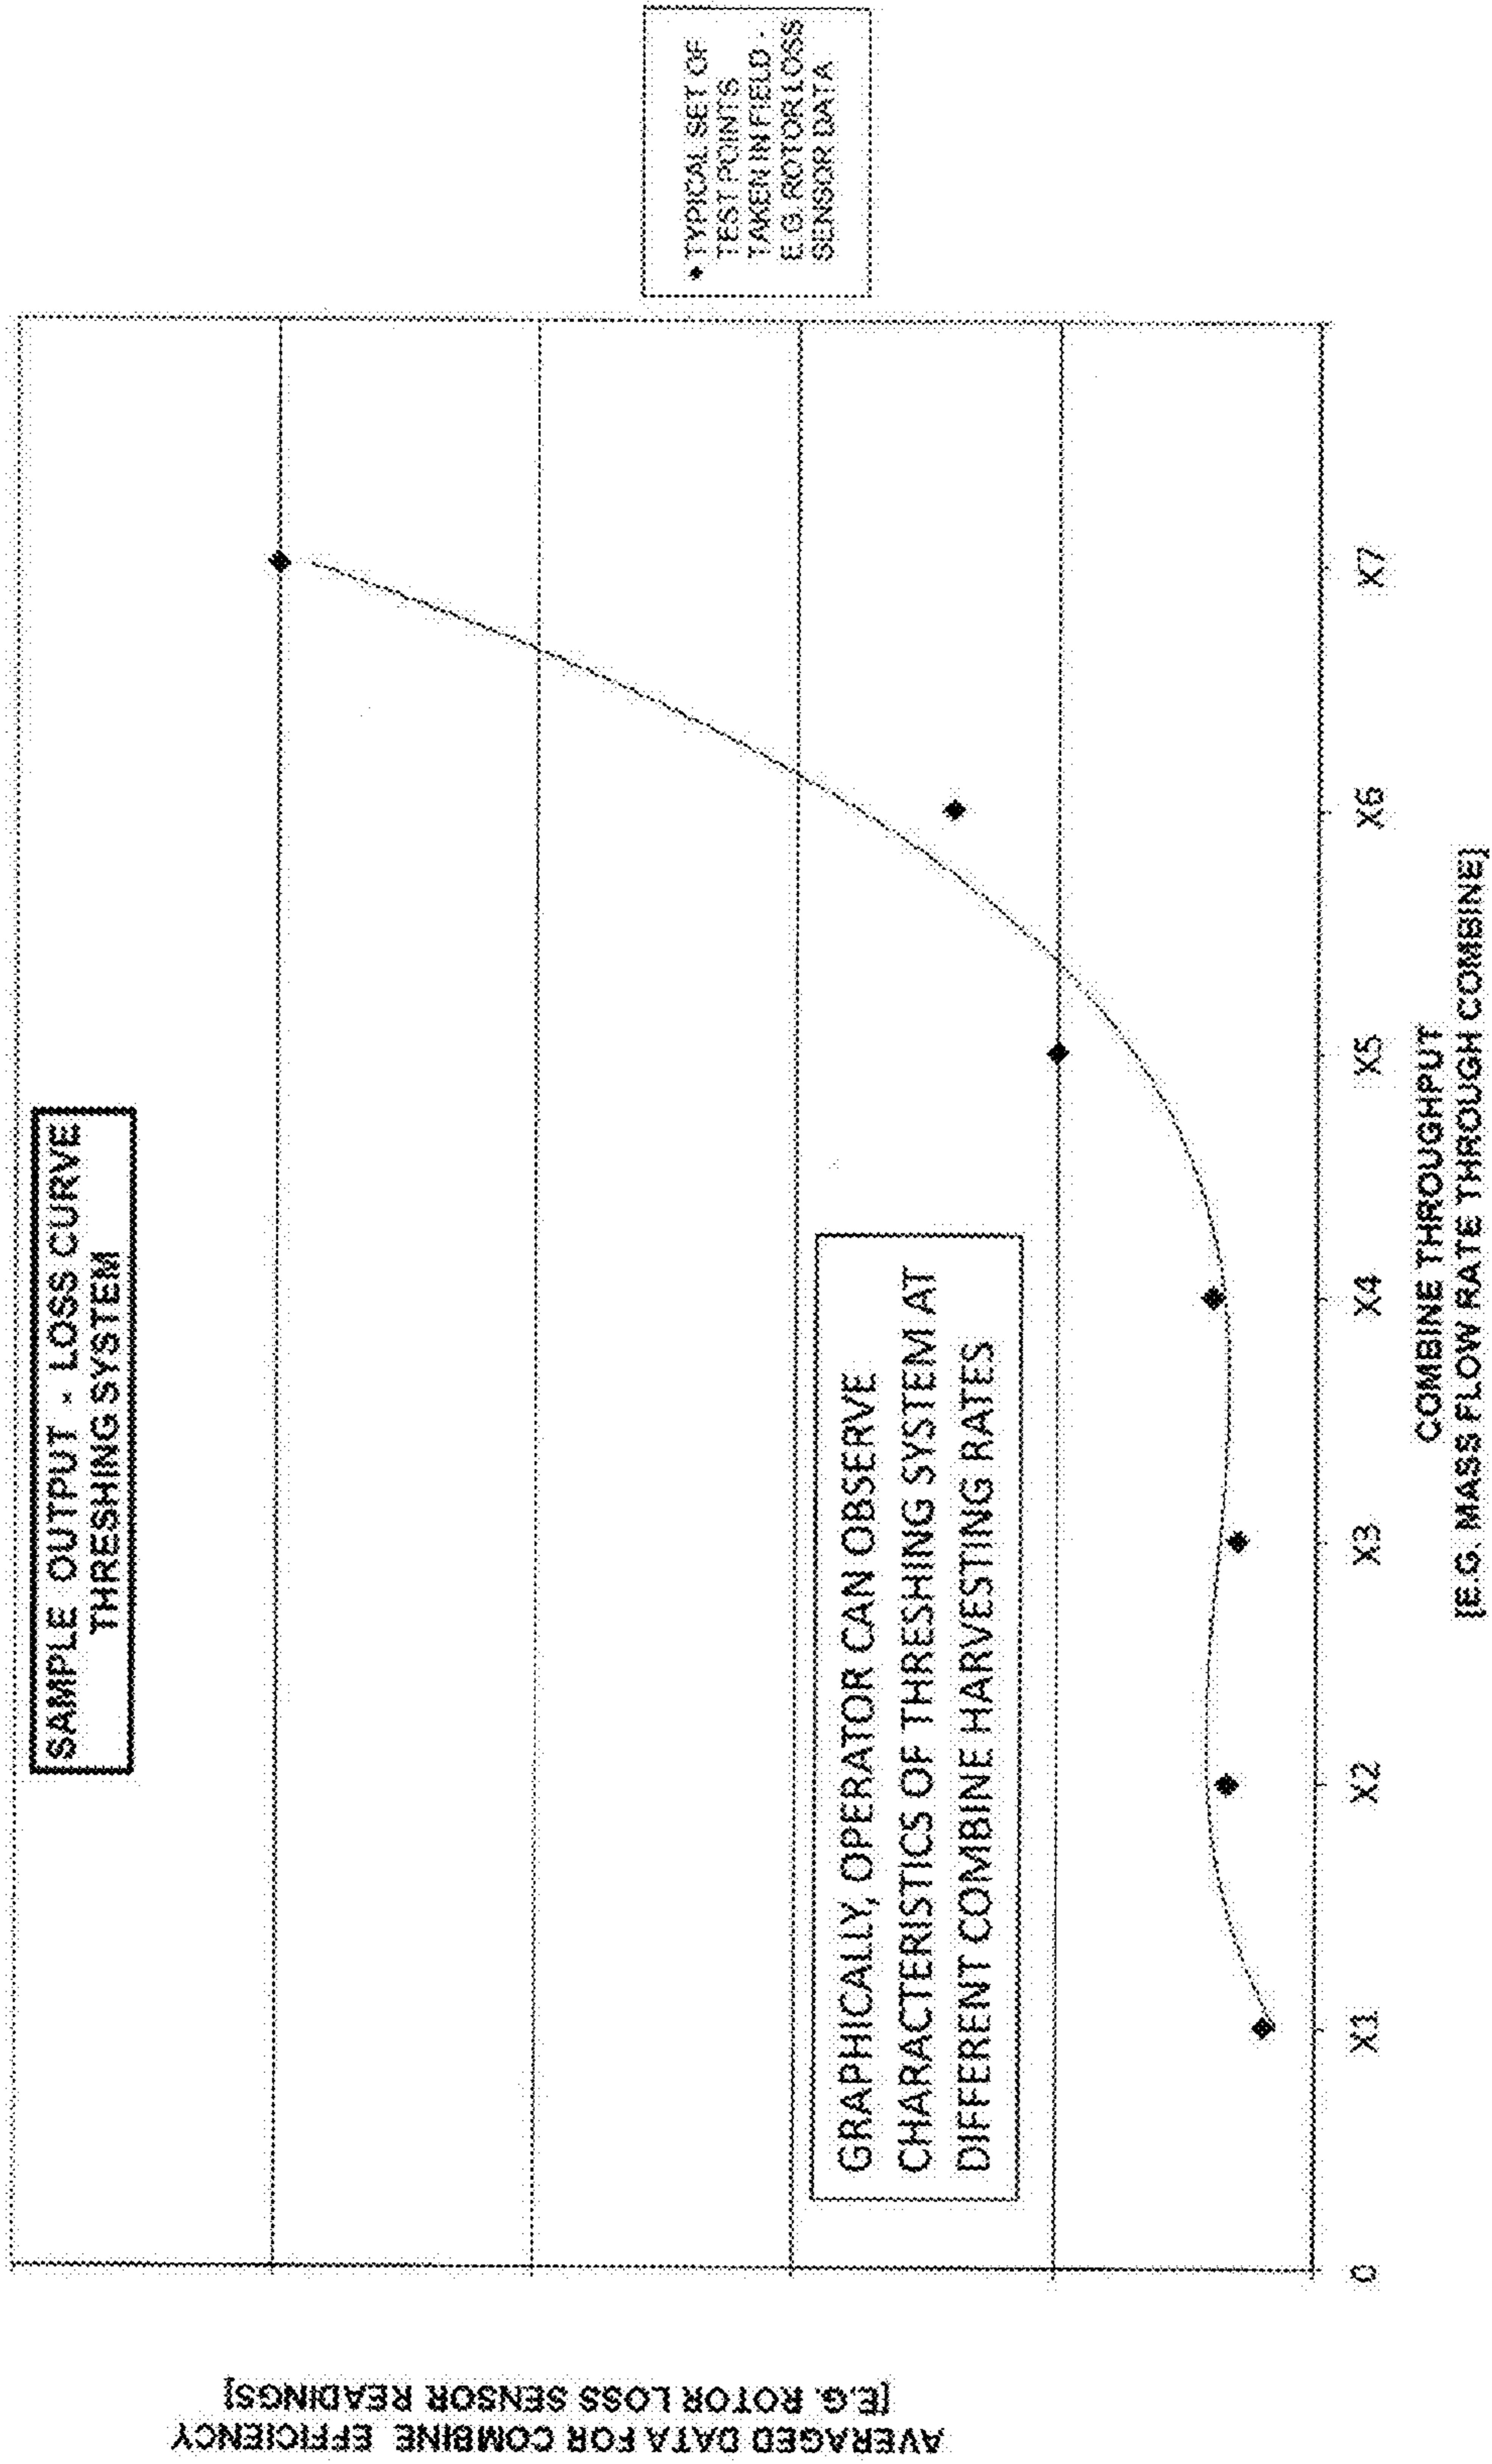 SAMPLE OUTPUT - LOSS CURVE
THRESHING SYSTEM
GRAPHICALLY, OPERATOR CAN OBSERVE
CHARACTERISTICS OF THRESHING SYSTEM AT
DIFFERENT COMBINE HARVESTING RATES
TYPICAL SET OF
TEST POINTS
TAKEN IN FIELD -
E.G. ROTOR LOSS
SENSOR DATA
AVERAGED DATA FOR COMBINE EFFICIENCY
[E.G. ROTOR LOSS SENSOR READINGS]
0
X1
X2
X3
X4
X5
X6
X7
COMBINE THROUGHPUT
[E.G. MASS FLOW RATE THROUGH COMBINE]